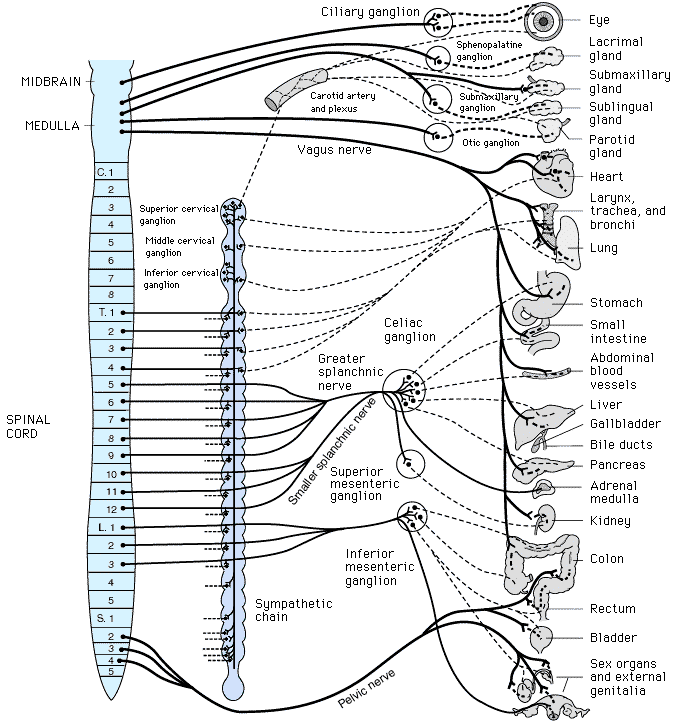 Ciliary ganglion
Eye
Sphenopalatine
ganglion
Lacrimal
gland
MIDBRAIN
Submaxillary
gland
Carotid artery
and plexus
Submaxillary
ganglion
Sublingual
gland
MEDULLA
Otic ganglion
Parotid
gland
Vagus nerve
C. 1
Heart
2
3
Superior cervical
ganglion
Larynx,
trachea, and
bronchi
4
5
Middle cervical
ganglion
Lung
6
7
Inferior cervical
ganglion
8
T. 1
Stomach
2
Celiac
ganglion
Small
intestine
3
Greater
splanchnic
nerve
Abdominal
blood
vessels
4
5
6
Liver
7
Gallbladder
SPINAL
CORD
8
Smaller splanchnic nerve
Bile ducts
9
Pancreas
10
Superior
mesenteric
ganglion
Adrenal
medulla
11
12
Kidney
L. 1
2
Inferior
mesenteric
ganglion
Colon
3
4
5
Sympathetic
chain
Rectum
S. 1
2
Bladder
3
4
5
Pelvic nerve
Sex organs
and external
genitalia